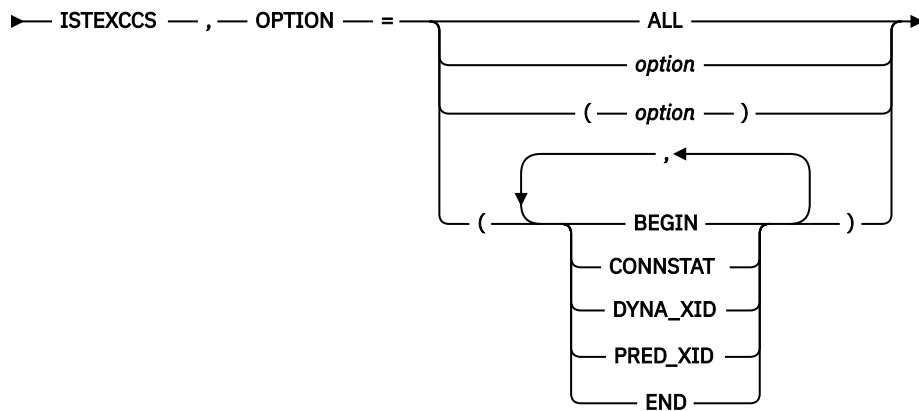 ISTEXCCS , OPTION = ALL
option
( option )
,
( BEGIN )
CONNSTAT
DYNA_XID
PRED_XID
END